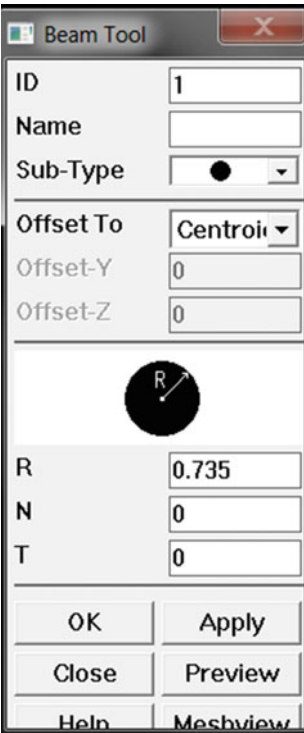 Beam Tool
ID 1
Name
Sub-Type
Offset To Centroi
Offset-Y 0
Offset-Z 0
R
R 0.735
N 0
T 0
OK Apply
Close Preview
Help Meshview